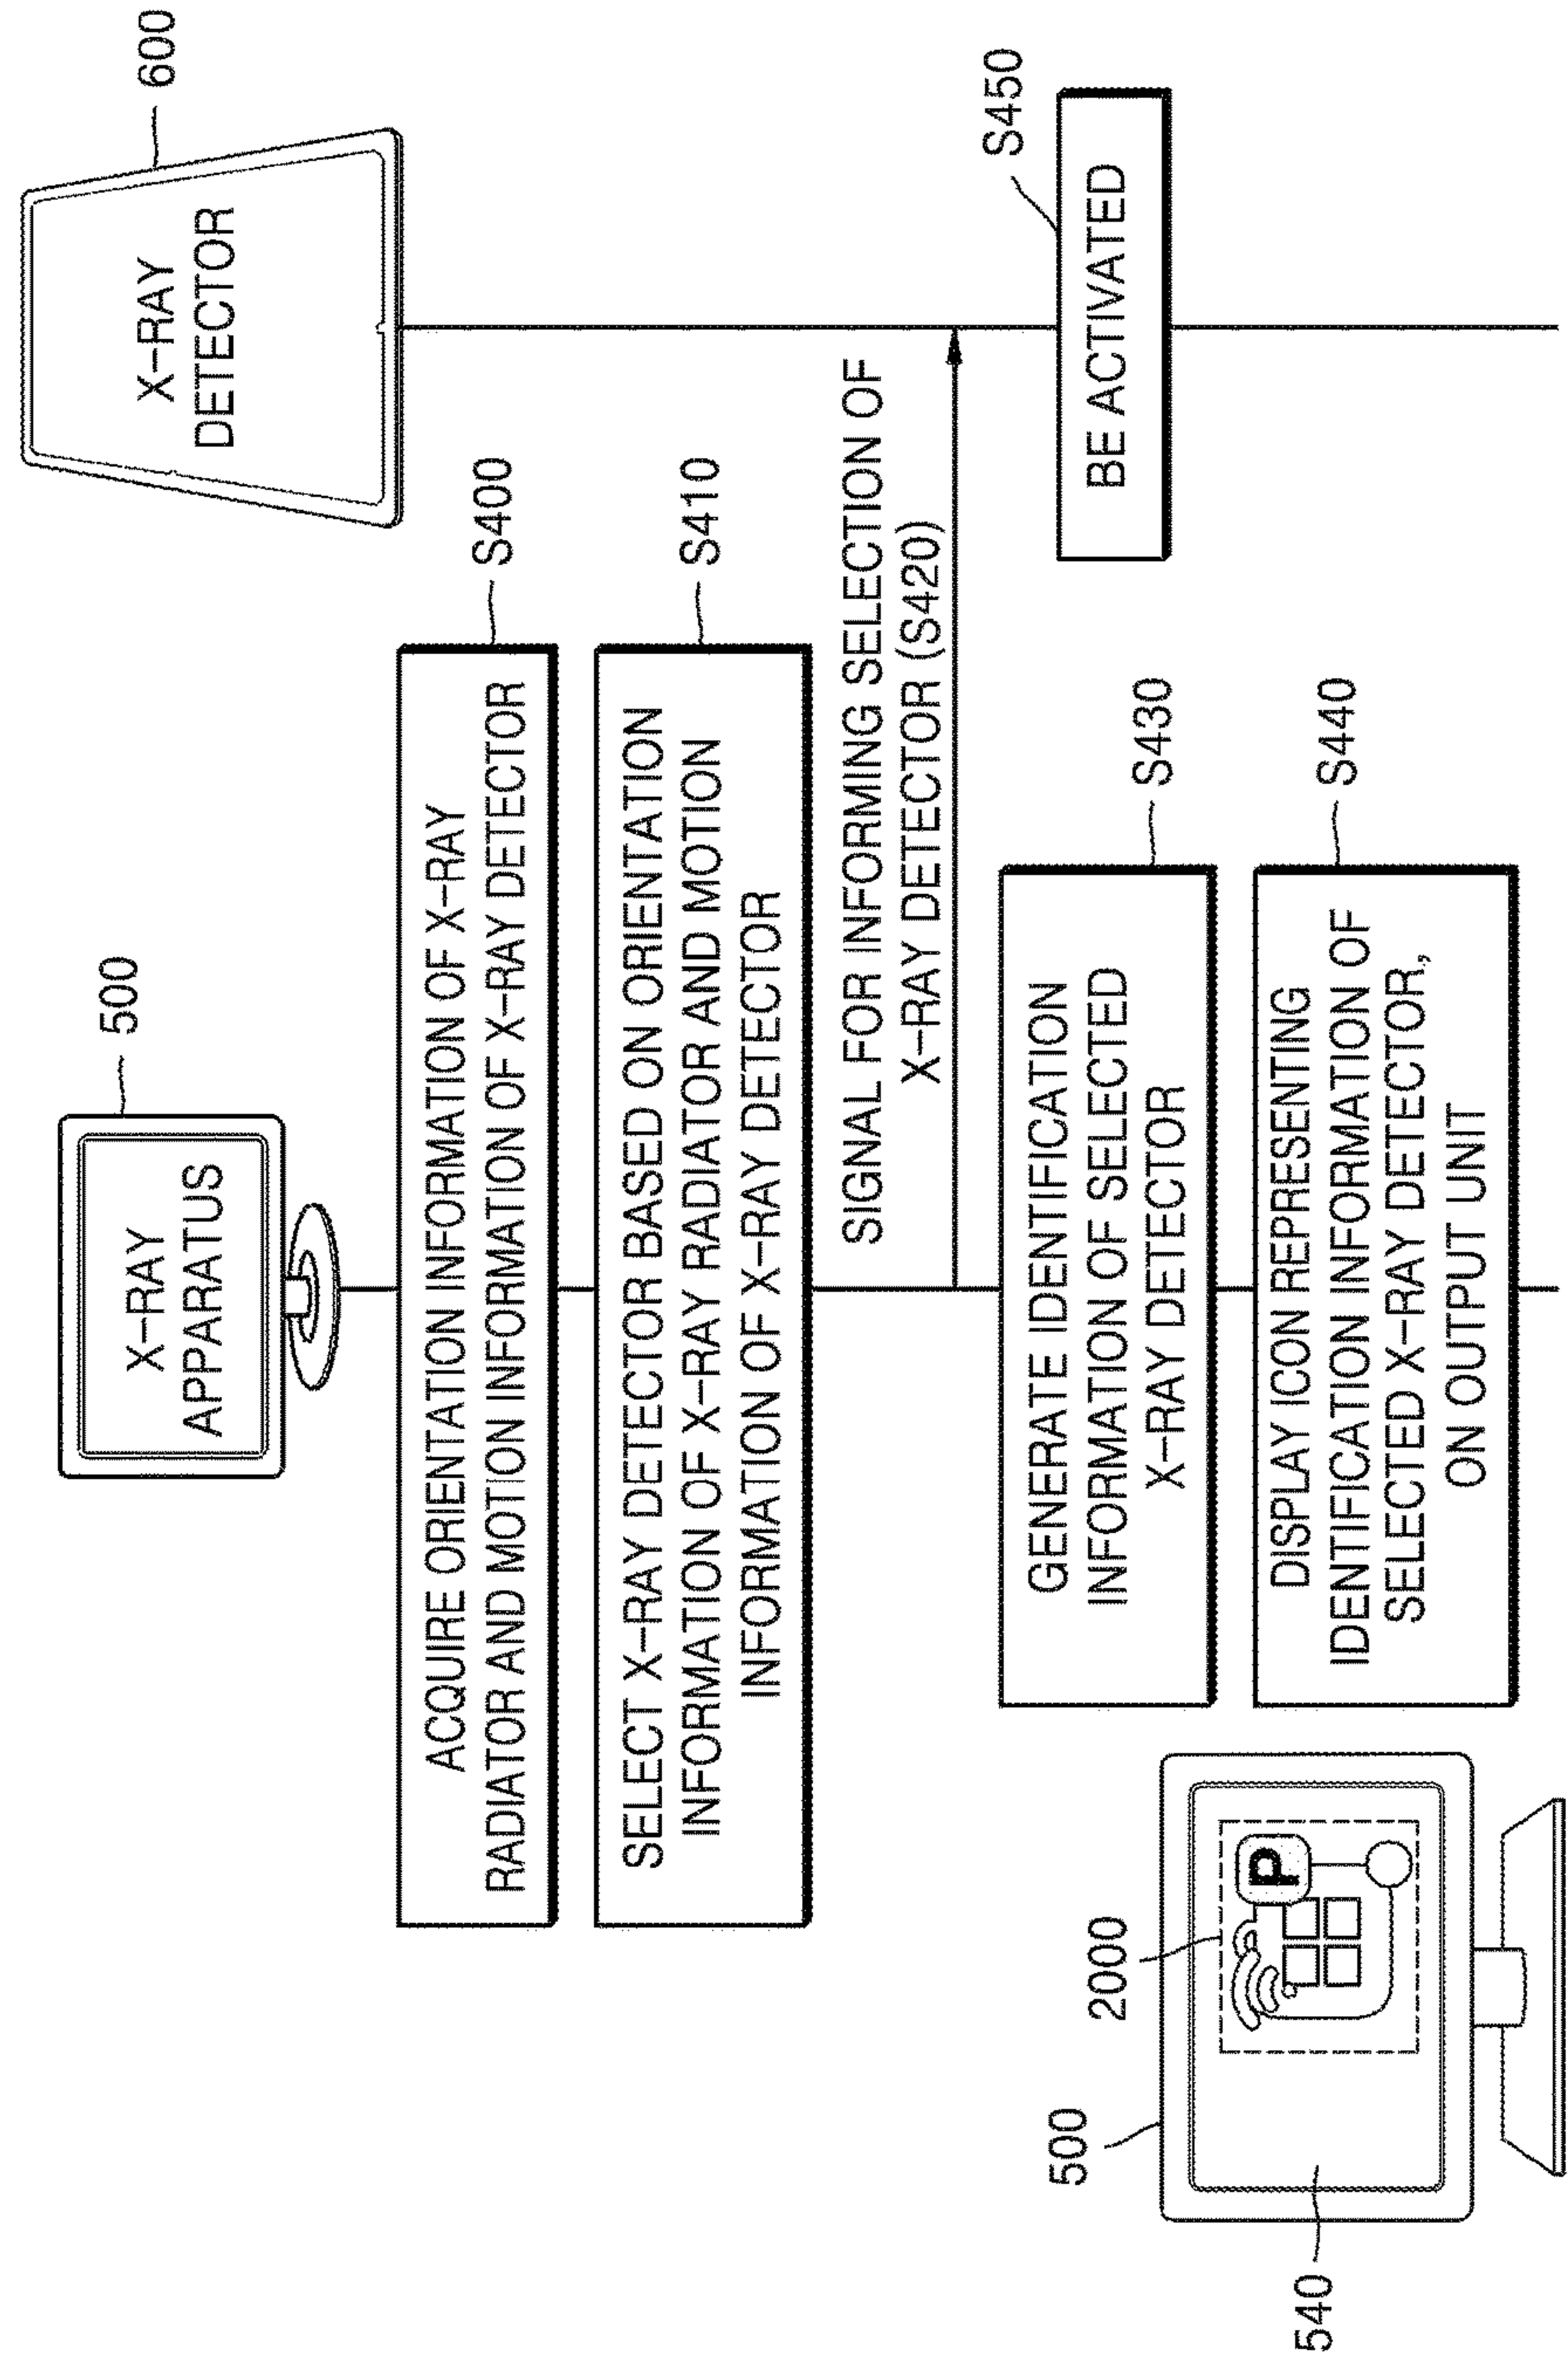 X-RAY
APPARATUS
500
X-RAY
DETECTOR
600
ACQUIRE ORIENTATION INFORMATION OF X-RAY
RADIATOR AND MOTION INFORMATION OF X-RAY DETECTOR
S400
SELECT X-RAY DETECTOR BASED ON ORIENTATION
INFORMATION OF X-RAY RADIATOR AND MOTION
INFORMATION OF X-RAY DETECTOR
S410
SIGNAL FOR INFORMING SELECTION OF
X-RAY DETECTOR (S420)
GENERATE IDENTIFICATION
INFORMATION OF SELECTED
X-RAY DETECTOR
S430
BE ACTIVATED
S450
DISPLAY ICON REPRESENTING
IDENTIFICATION INFORMATION OF
SELECTED X-RAY DETECTOR,
ON OUTPUT UNIT
S440
500
2000
P
540